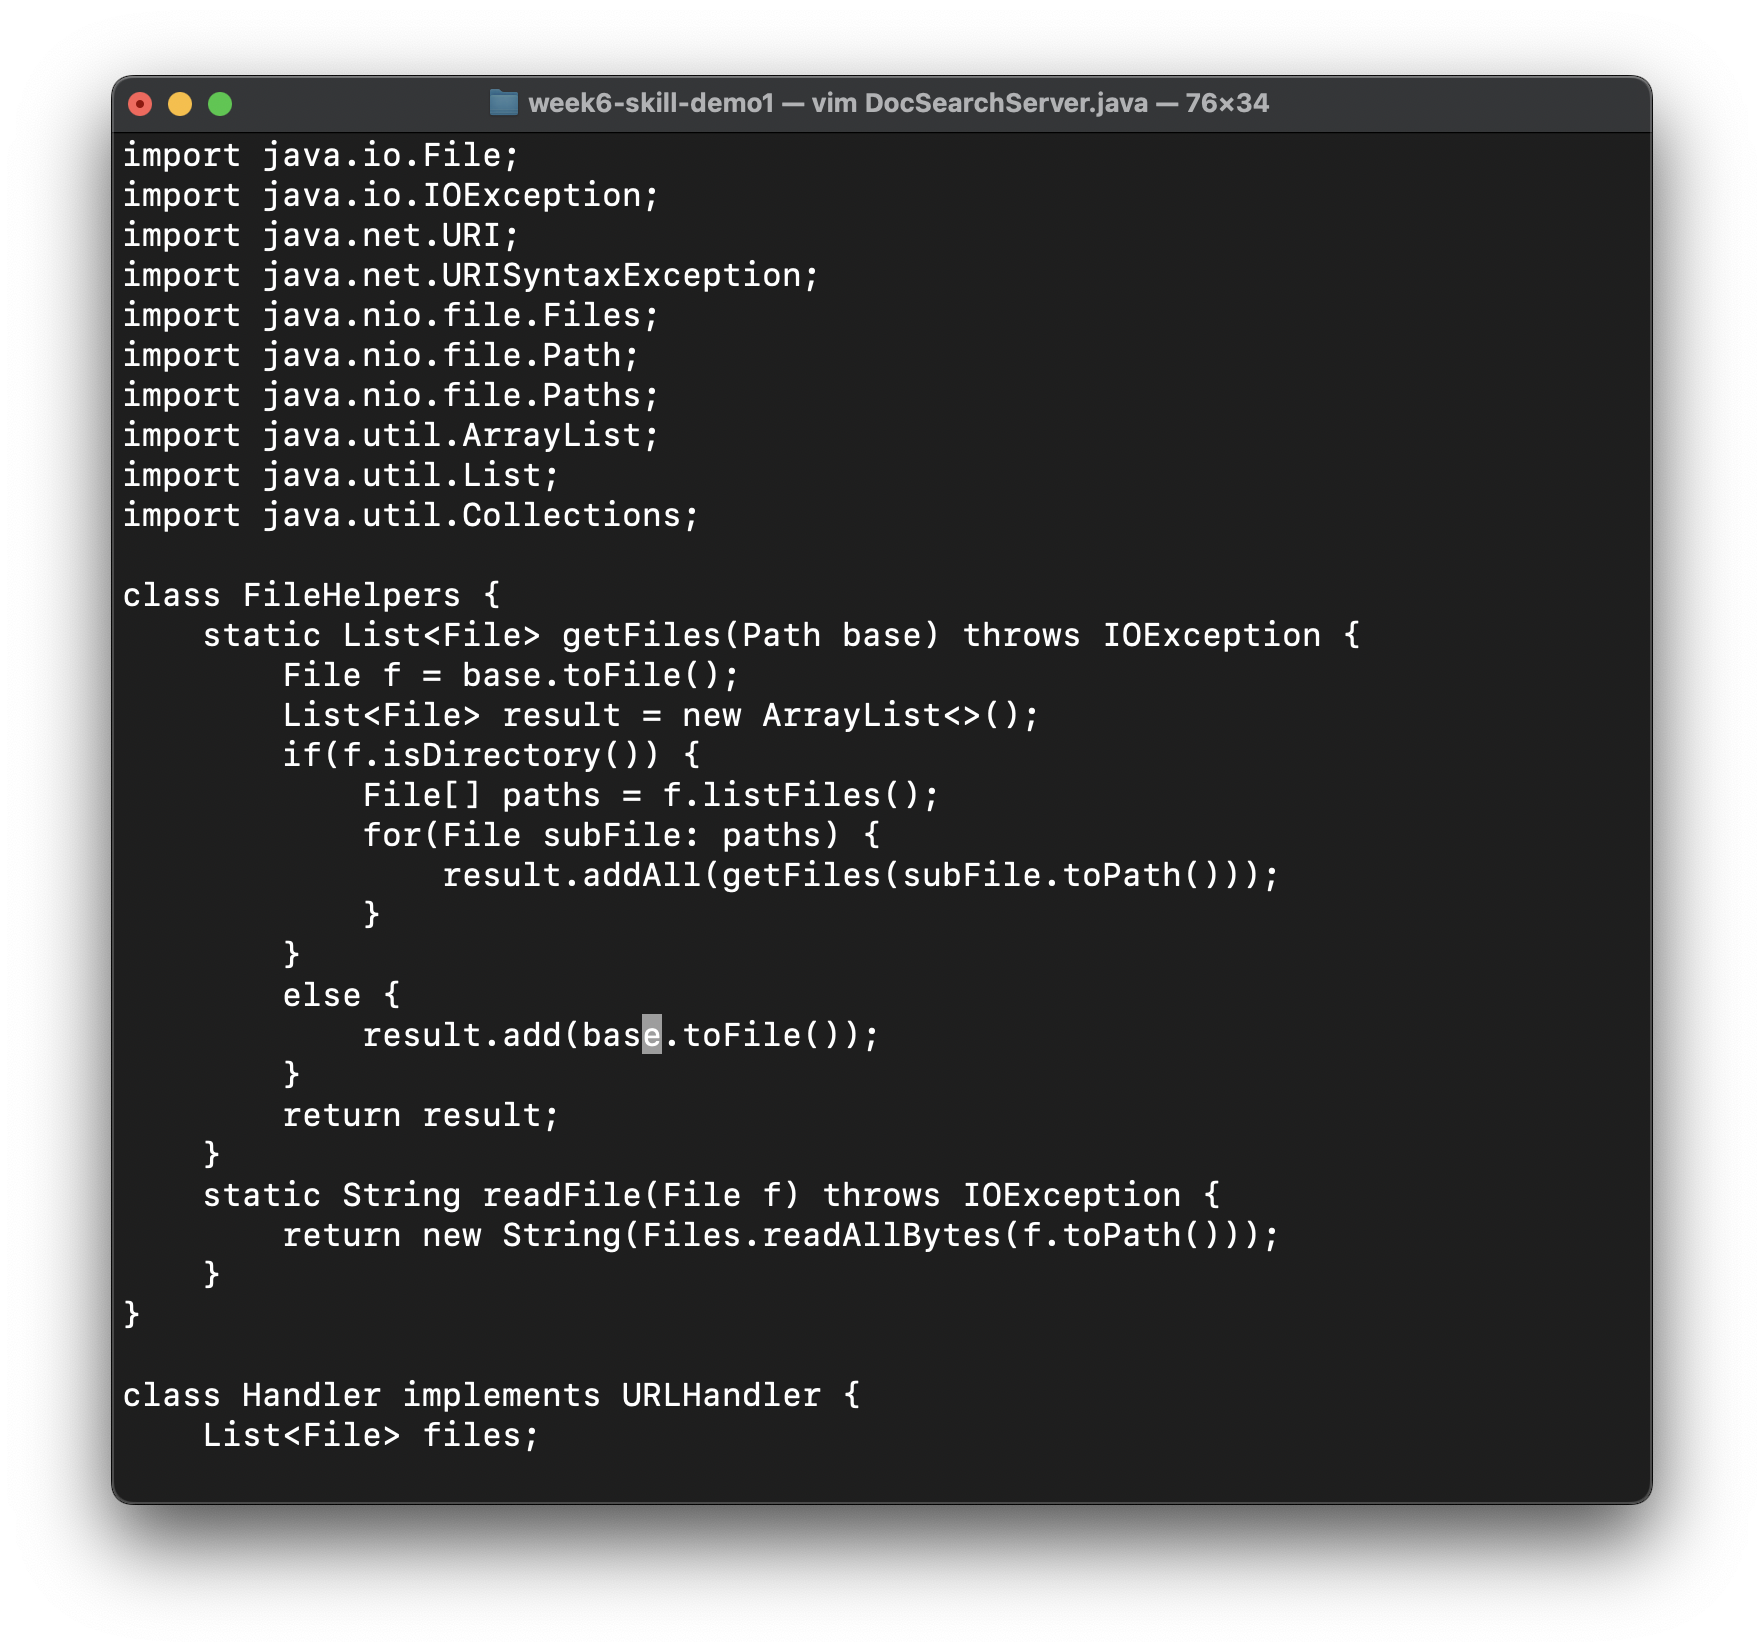 week6-skill-demo1 — vim DocSearchServer.java — 76×34
import java.io.File;
import java.io.IOException;
import java.net.URI;
import java.net.URISyntaxException;
import java.nio.file.Files;
import java.nio.file.Path;
import java.nio.file.Paths;
import java.util.ArrayList;
import java.util.List;
import java.util.Collections;

class FileHelpers {
    static List<File> getFiles(Path base) throws IOException {
        File f = base.toFile();
        List<File> result = new ArrayList<>();
        if(f.isDirectory()) {
            File[] paths = f.listFiles();
            for(File subFile: paths) {
                result.addAll(getFiles(subFile.toPath()));
            }
        }
        else {
            result.add(base.toFile());
        }
        return result;
    }
    static String readFile(File f) throws IOException {
        return new String(Files.readAllBytes(f.toPath()));
    }
}

class Handler implements URLHandler {
    List<File> files;